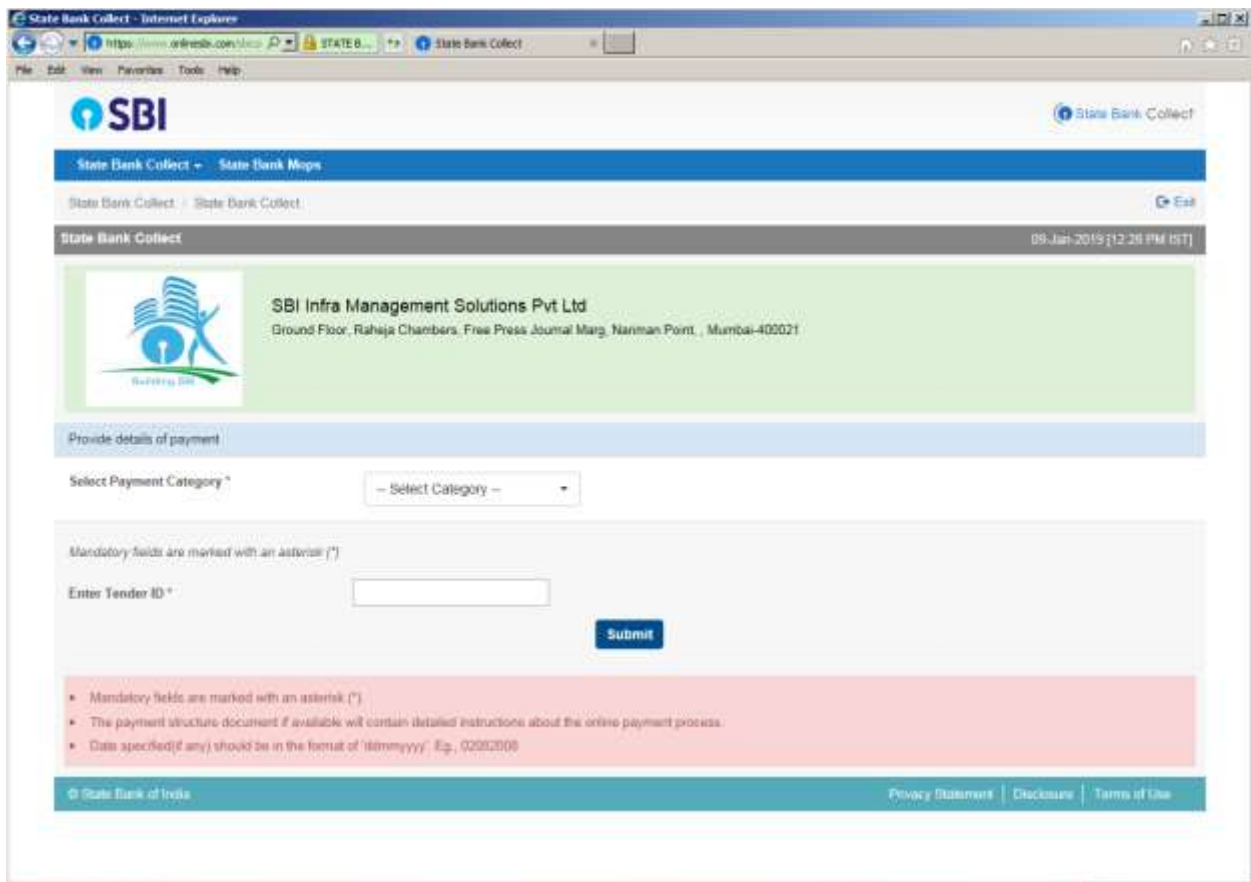 State Bank Collect - Internet Explorer
STATE B... State Bank Collect
File Edit View Favorites Tools Help
SBI
State Bank Collect
State Bank Collect State Bank Mops
State Bank Collect / State Bank Collect
Exit
State Bank Collect
09-Jan-2019 [12:26 PM IST]
SBI Infra Management Solutions Pvt Ltd
Ground Floor, Raheja Chambers, Free Press Journal Marg, Nariman Point, , Mumbai-400021
Building SBI
Provide details of payment
Select Payment Category *
-- Select Category --
Mandatory fields are marked with an asterisk (*)
Enter Tender ID *
Submit
• Mandatory fields are marked with an asterisk (*)
• The payment structure document if available will contain detailed instructions about the online payment process.
• Date specified(if any) should be in the format of 'ddmmyyyy'. Eg., 02082008
© State Bank of India
Privacy Statement | Disclosure | Terms of Use